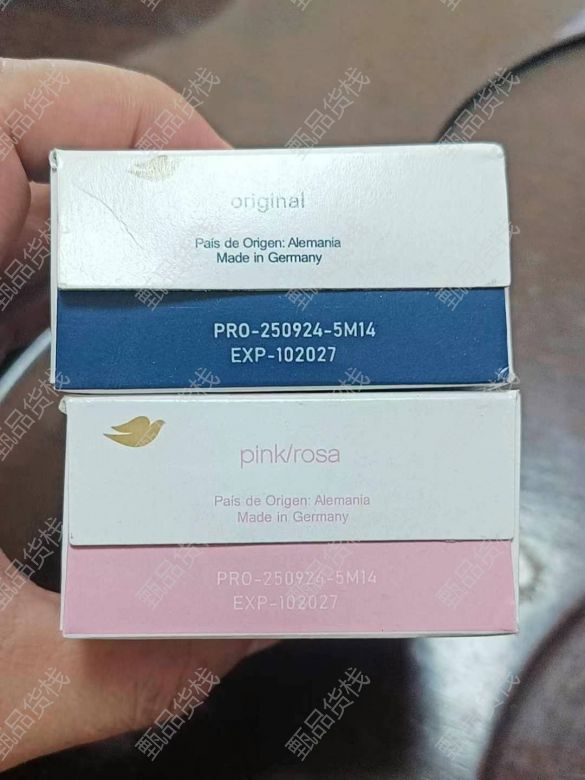 original
País de Origen: Alemania
Made in Germany
PRO-250924-5M14
EXP-102027
pink/rosa
País de Origen: Alemania
Made in Germany
PRO-250924-5M14
EXP-102027
甄品货栈